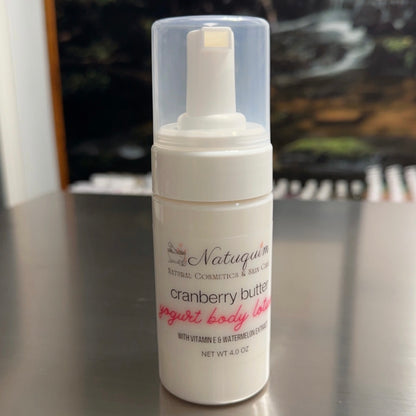 Natuquim
Natural Cosmetics & Skin Care
cranberry butter
yogurt body lotion
WITH VITAMIN E & WATERMELON EXTRACT
NET WT 4.0 OZ